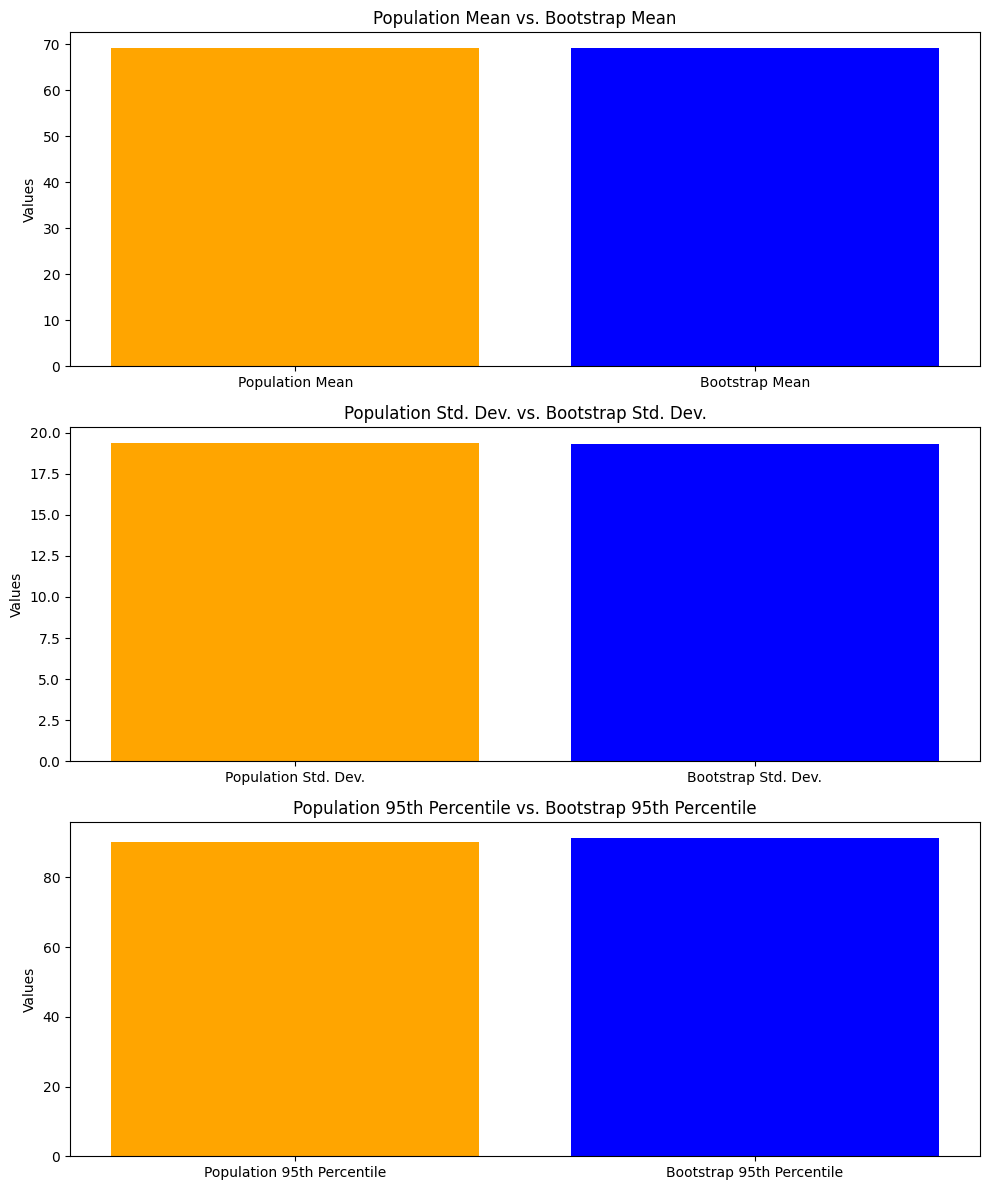 Population Mean vs. Bootstrap Mean
70
60
50
40
30
20
10
0
Values
Population Mean Bootstrap Mean
Population Std. Dev. vs. Bootstrap Std. Dev.
20.0
17.5
15.0
12.5
10.0
7.5
5.0
2.5
0.0
Values
Population Std. Dev. Bootstrap Std. Dev.
Population 95th Percentile vs. Bootstrap 95th Percentile
80
60
40
20
0
Values
Population 95th Percentile Bootstrap 95th Percentile